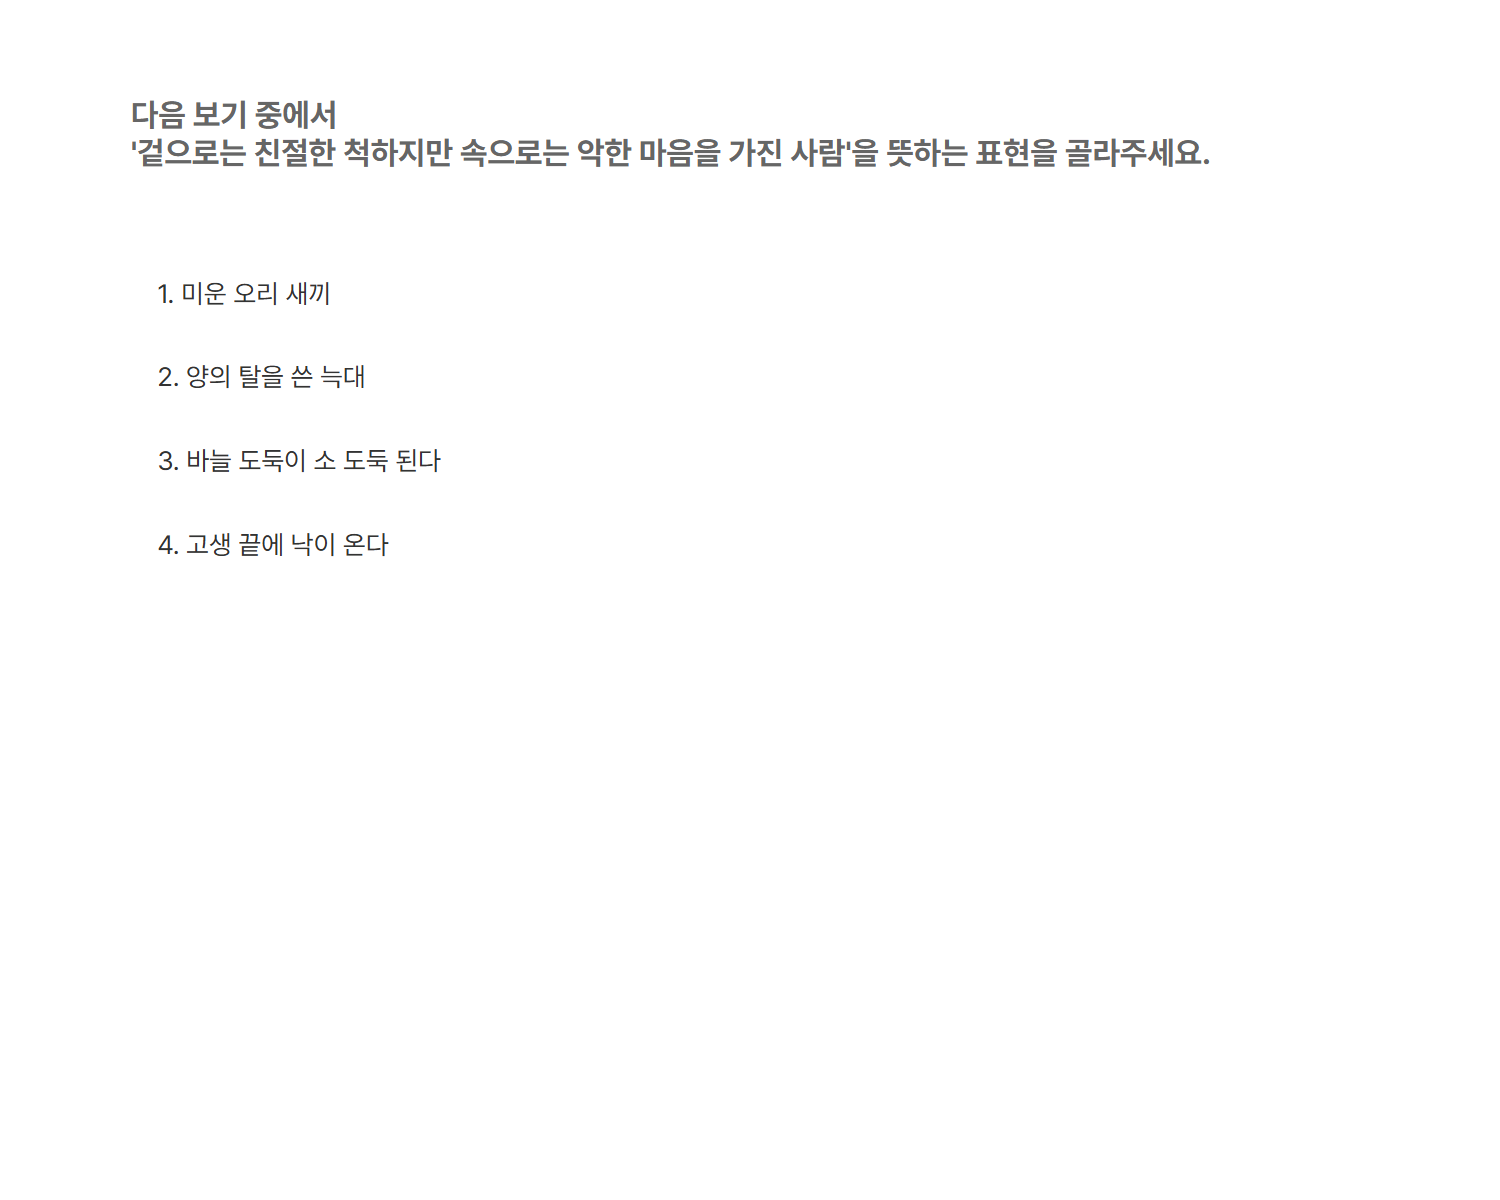 다음 보기 중에서
'겉으로는 친절한 척하지만 속으로는 악한 마음을 가진 사람'을 뜻하는 표현을 골라주세요.
1. 미운 오리 새끼
2. 양의 탈을 쓴 늑대
3. 바늘 도둑이 소 도둑 된다
4. 고생 끝에 낙이 온다